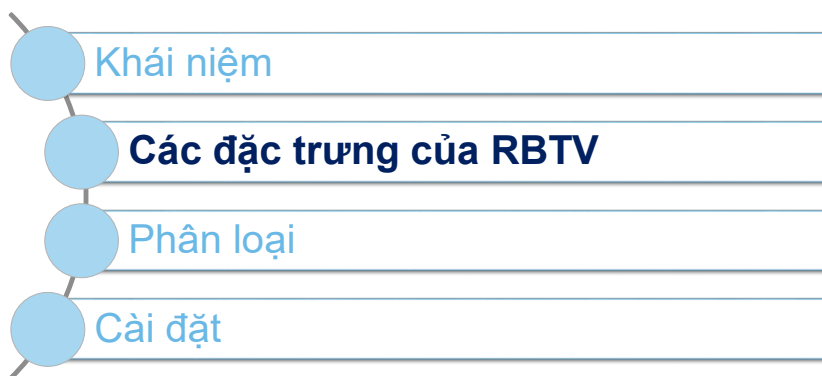 Khái niệm
Các đặc trưng của RBTV
Phân loại
Cài đặt